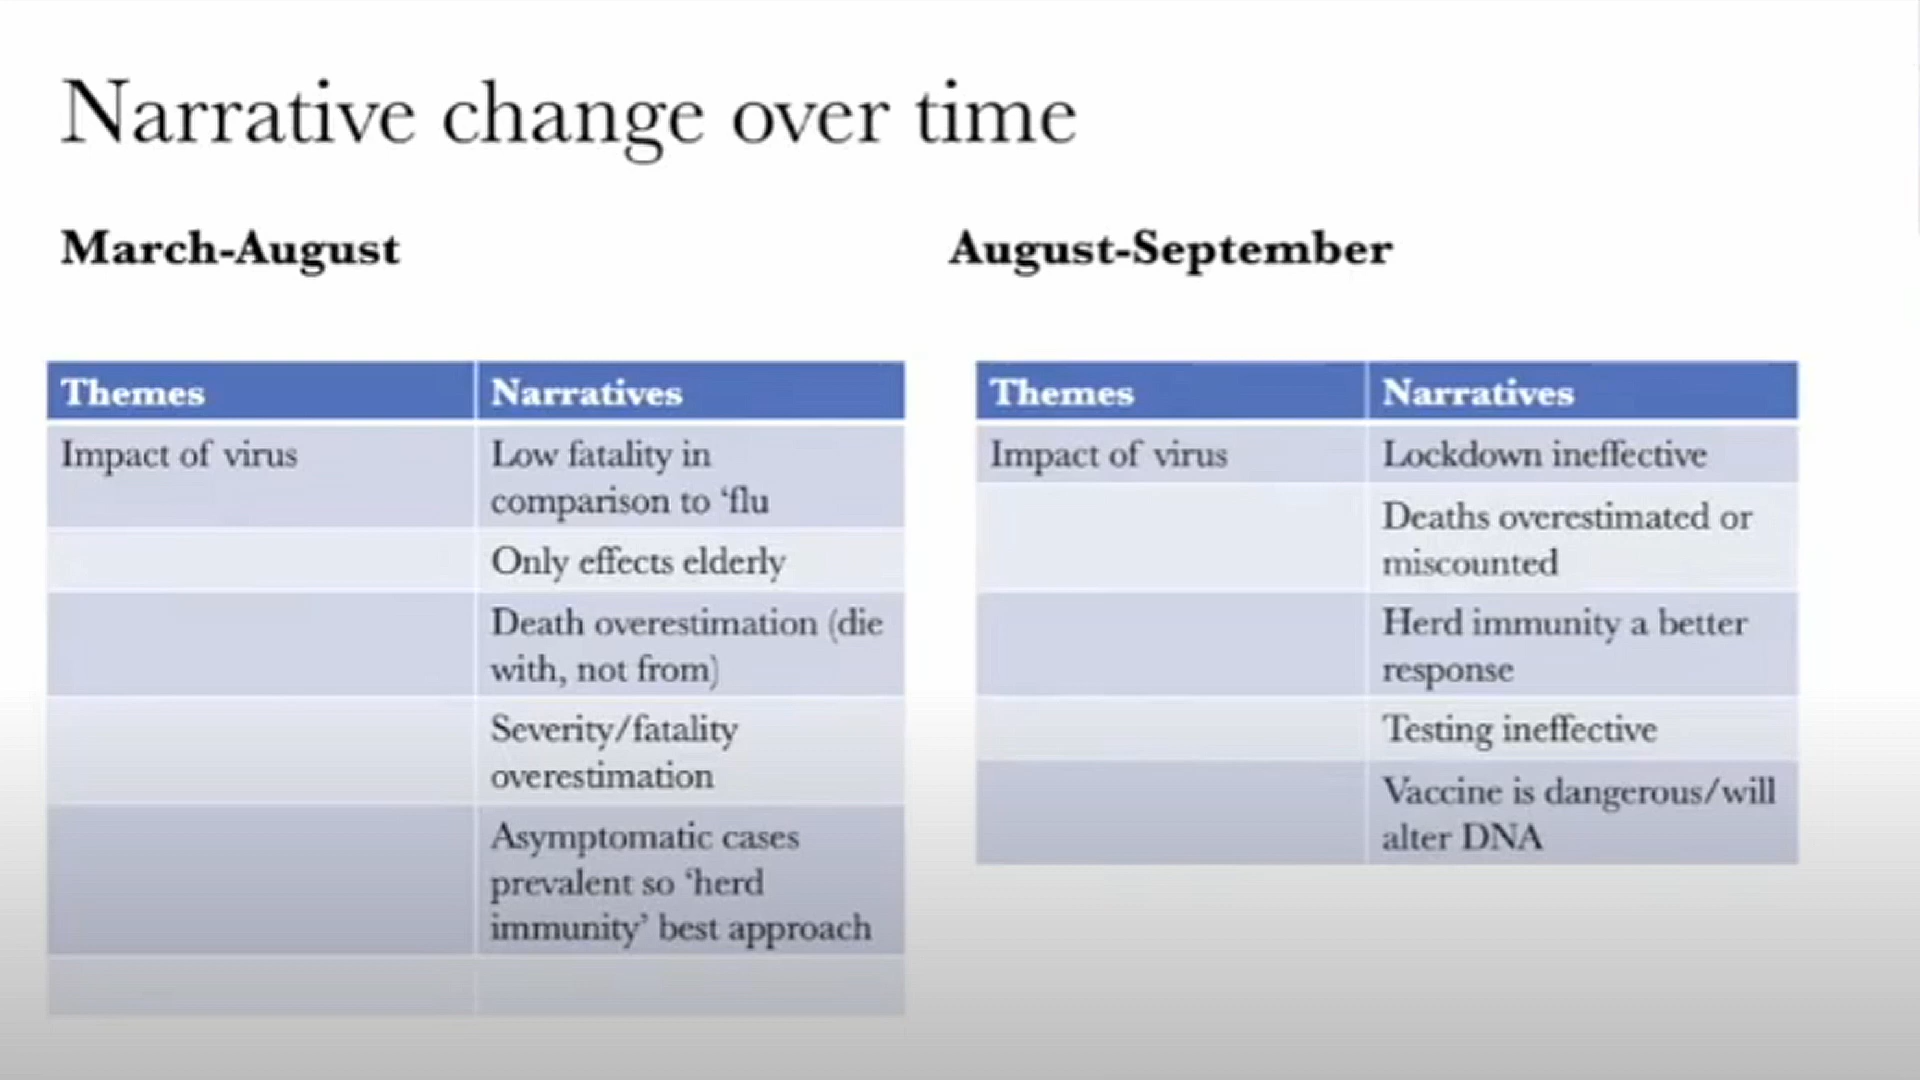 Narrative change over time
March-August
Themes Narratives
Impact of virus Low fatality in
comparison to ‘flu
Only effects elderly
Death overestimation (die
with, not from)
Severity/fatality
overestimation
Asymptomatic cases
prevalent so ‘herd
immunity’ best approach
August-September
Themes Narratives
Impact of virus Lockdown ineffective
Deaths overestimated or
miscounted
Herd immunity a better
response
Testing ineffective
Vaccine is dangerous/will
alter DNA